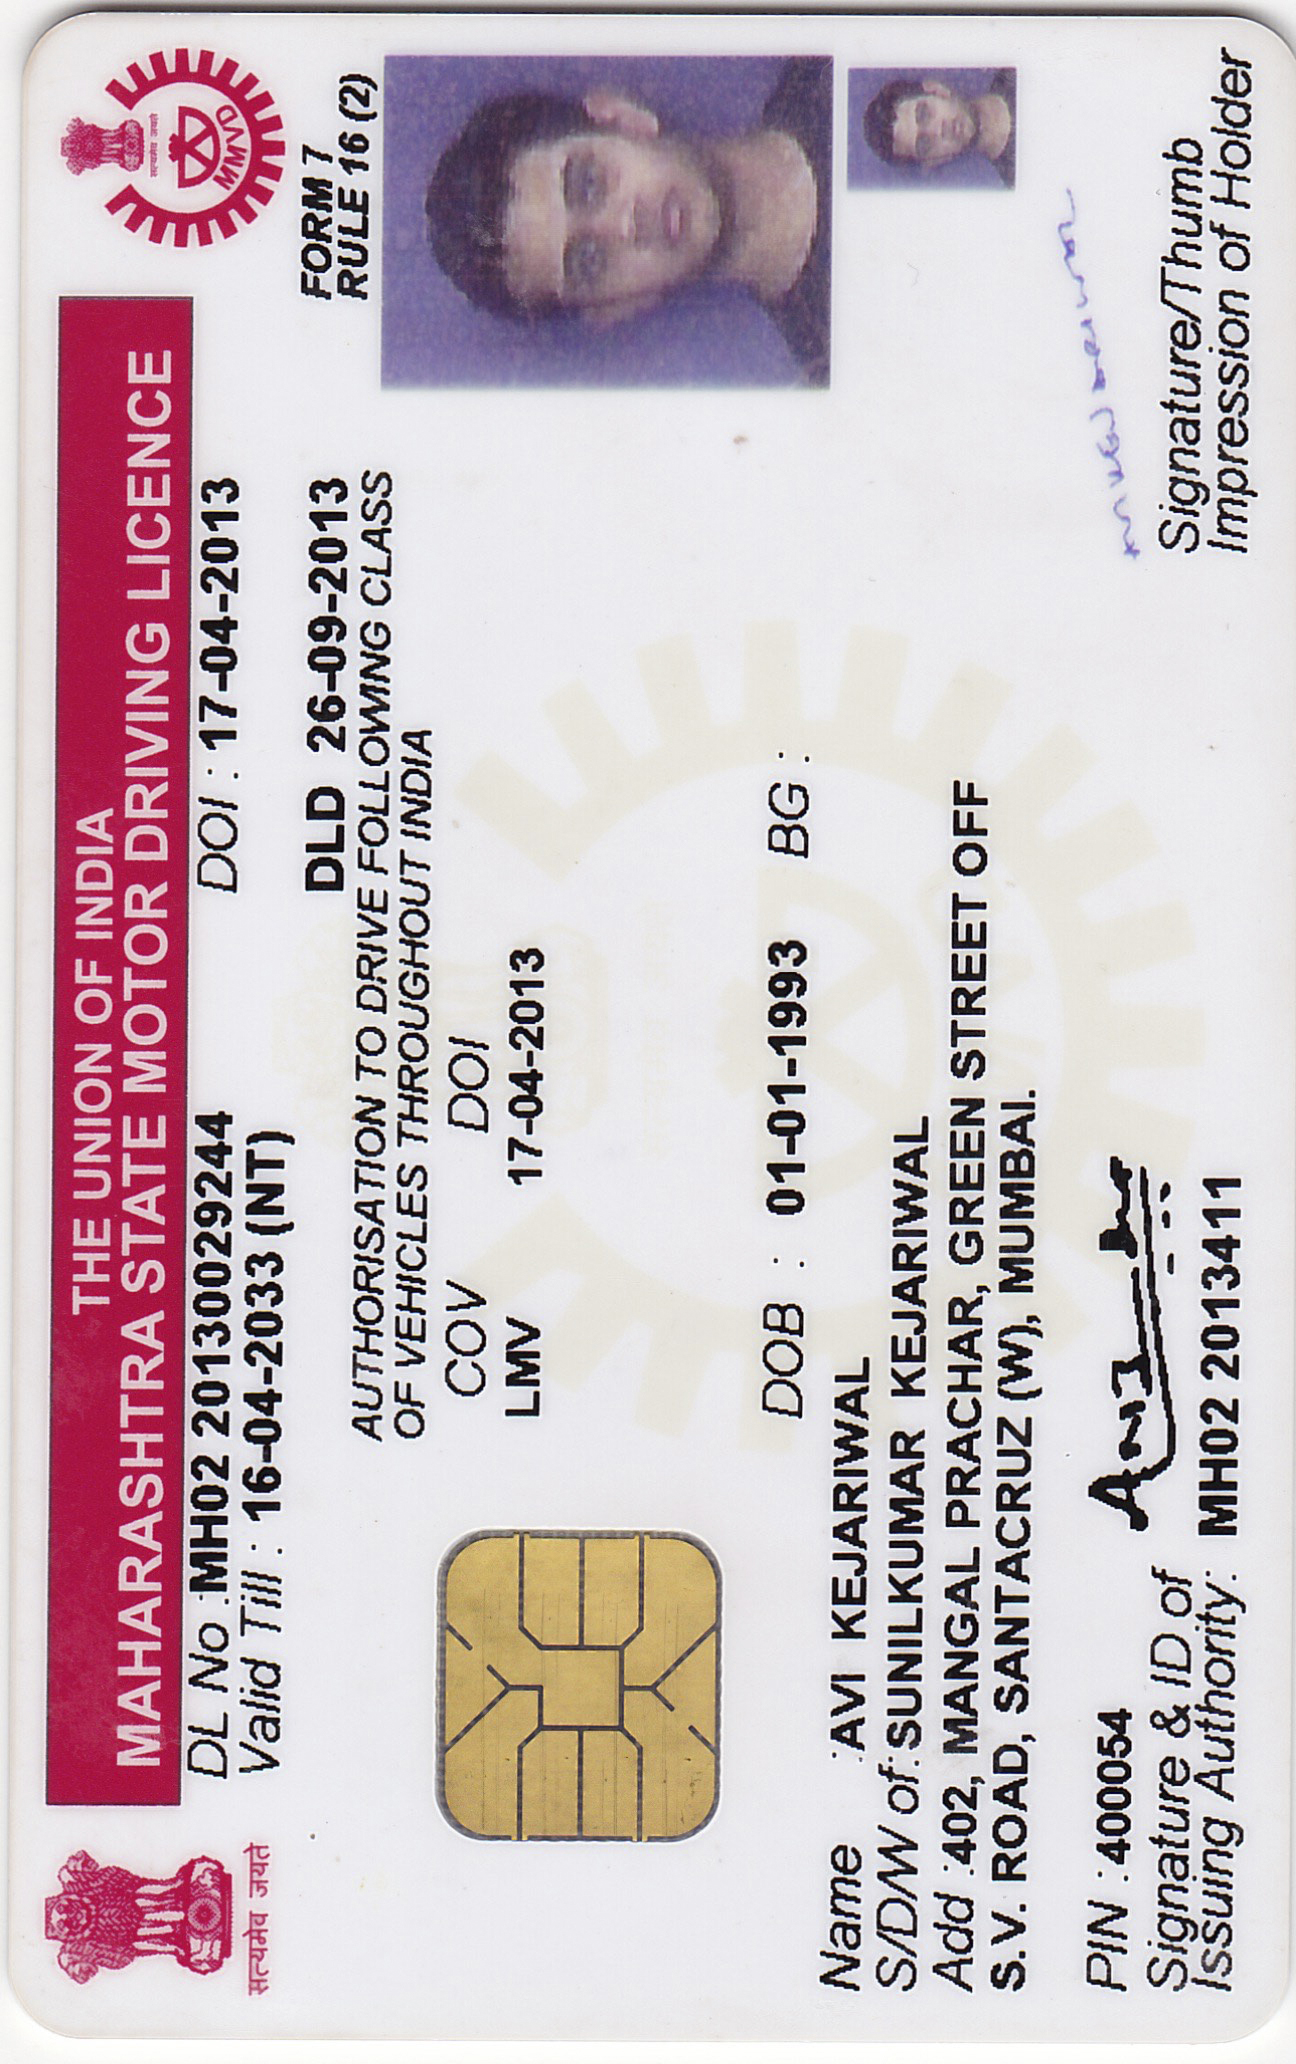 THE UNION OF INDIA
MAHARASHTRA STATE MOTOR DRIVING LICENCE
सत्यमेव जयते
सत्यमेव जयते
MMVD
DL No :MH02 20130029244 DOI : 17-04-2013
Valid Till : 16-04-2033 (NT)
FORM 7
RULE 16 (2)
DLD 26-09-2013
AUTHORISATION TO DRIVE FOLLOWING CLASS
OF VEHICLES THROUGHOUT INDIA
COV DOI
LMV 17-04-2013
DOB : 01-01-1993 BG :
Name :AVI KEJARIWAL
S/D/W of:SUNILKUMAR KEJARIWAL
Add :402, MANGAL PRACHAR, GREEN STREET OFF
S.V. ROAD, SANTACRUZ (W), MUMBAI.
PIN :400054
Signature & ID of
Issuing Authority: MH02 2013411
Signature/Thumb
Impression of Holder